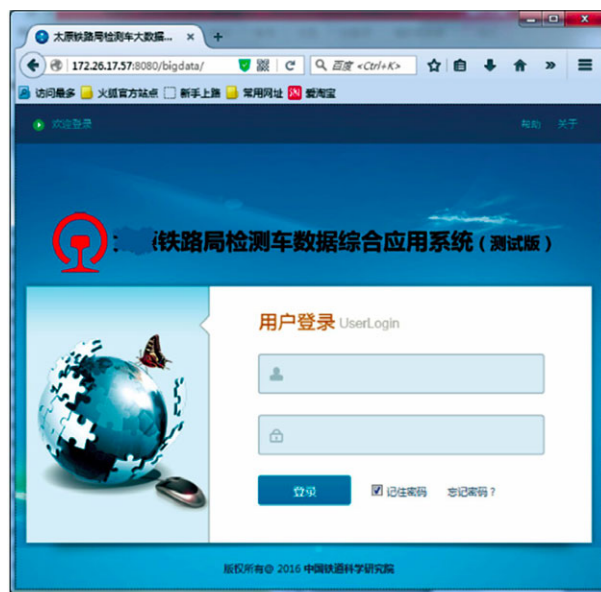 太原铁路局检测车大数据... × +
172.26.17.57:8080/bigdata/ 百度 <Ctrl+K>
访问最多 火狐官方站点 新手上路 常用网址 爱淘宝
欢迎登录 帮助 关于
原铁路局检测车数据综合应用系统（测试版）
用户登录 UserLogin
登录 记住密码 忘记密码？
版权所有@ 2016 中国铁道科学研究院